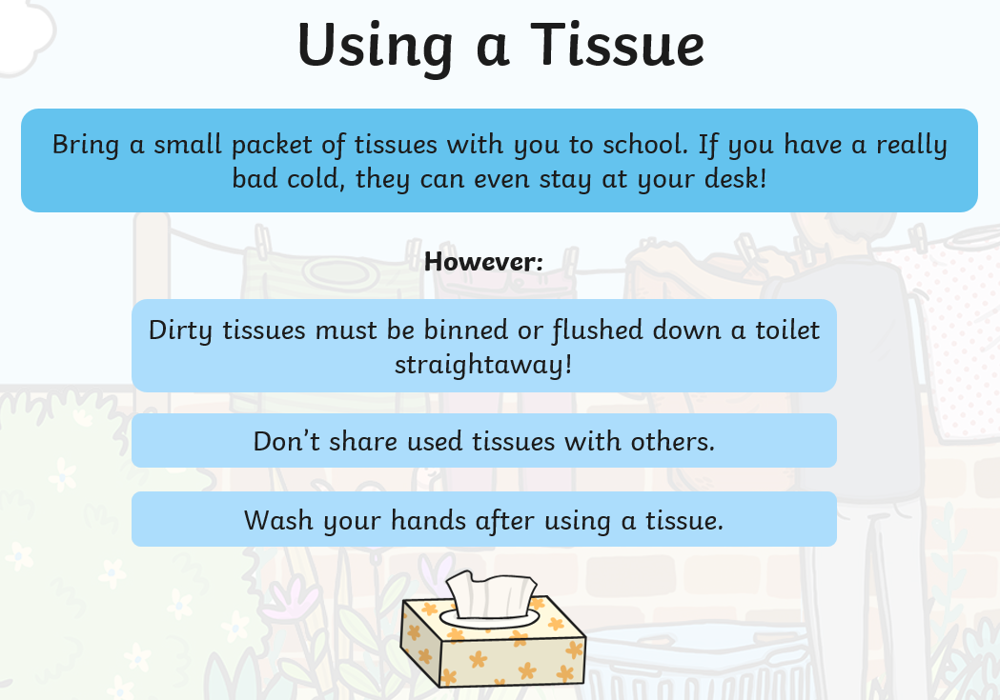 Using a Tissue
Bring a small packet of tissues with you to school. If you have a really
bad cold, they can even stay at your desk!
However:
Dirty tissues must be binned or flushed down a toilet
straightaway!
Don’t share used tissues with others.
Wash your hands after using a tissue.